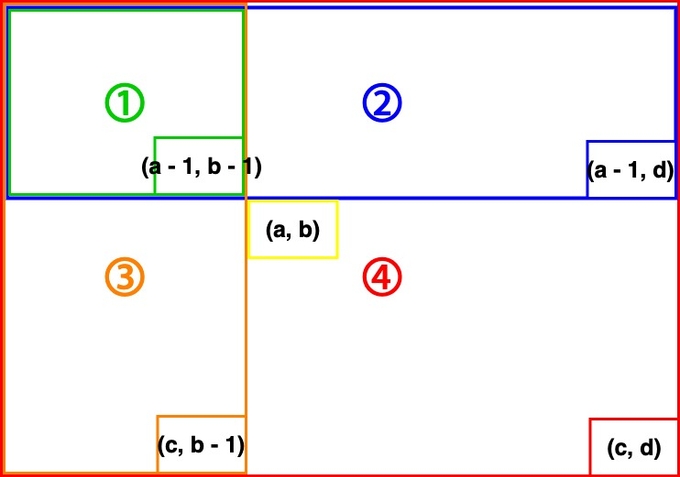 ① ②
(a - 1, b - 1) (a - 1, d)
(a, b)
③ ④
(c, b - 1) (c, d)